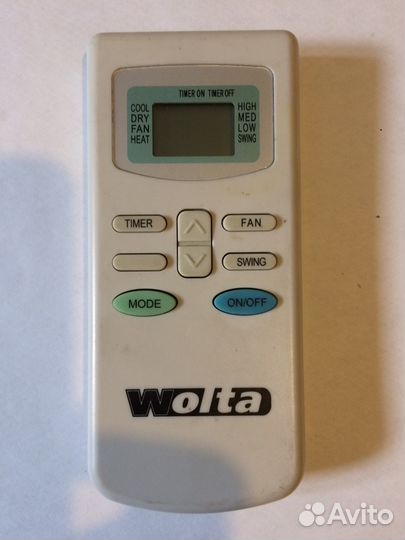 TIMER ON TIMER OFF
COOL HIGH
DRY MED
FAN LOW
HEAT SWING
TIMER FAN
SWING
MODE ON/OFF
Wolta
Avito